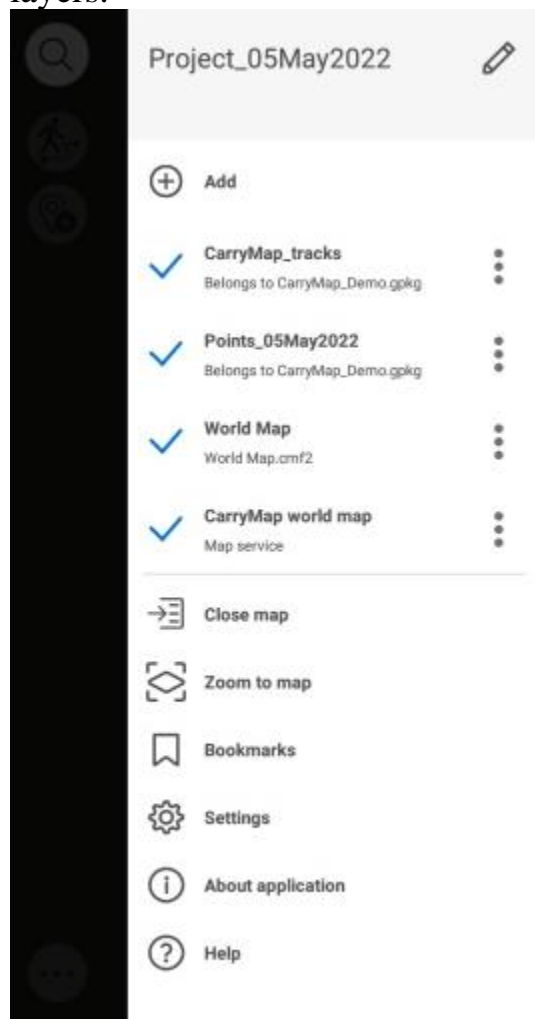 layers.
Project_05May2022
Add
CarryMap_tracks
Belongs to CarryMap_Demo.gpkg
Points_05May2022
Belongs to CarryMap_Demo.gpkg
World Map
World Map.cmf2
CarryMap world map
Map service
Close map
Zoom to map
Bookmarks
Settings
About application
Help